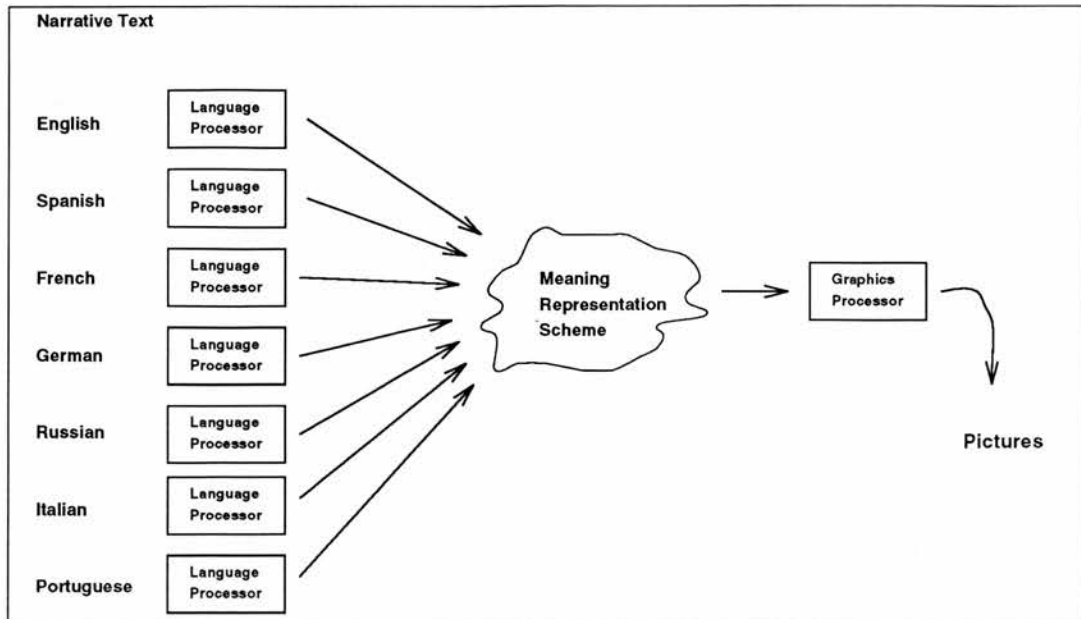 Narrative Text
English
Language
Processor
Spanish
Language
Processor
French
Language
Processor
German
Language
Processor
Russian
Language
Processor
Italian
Language
Processor
Portuguese
Language
Processor
Meaning
Representation
Scheme
Graphics
Processor
Pictures